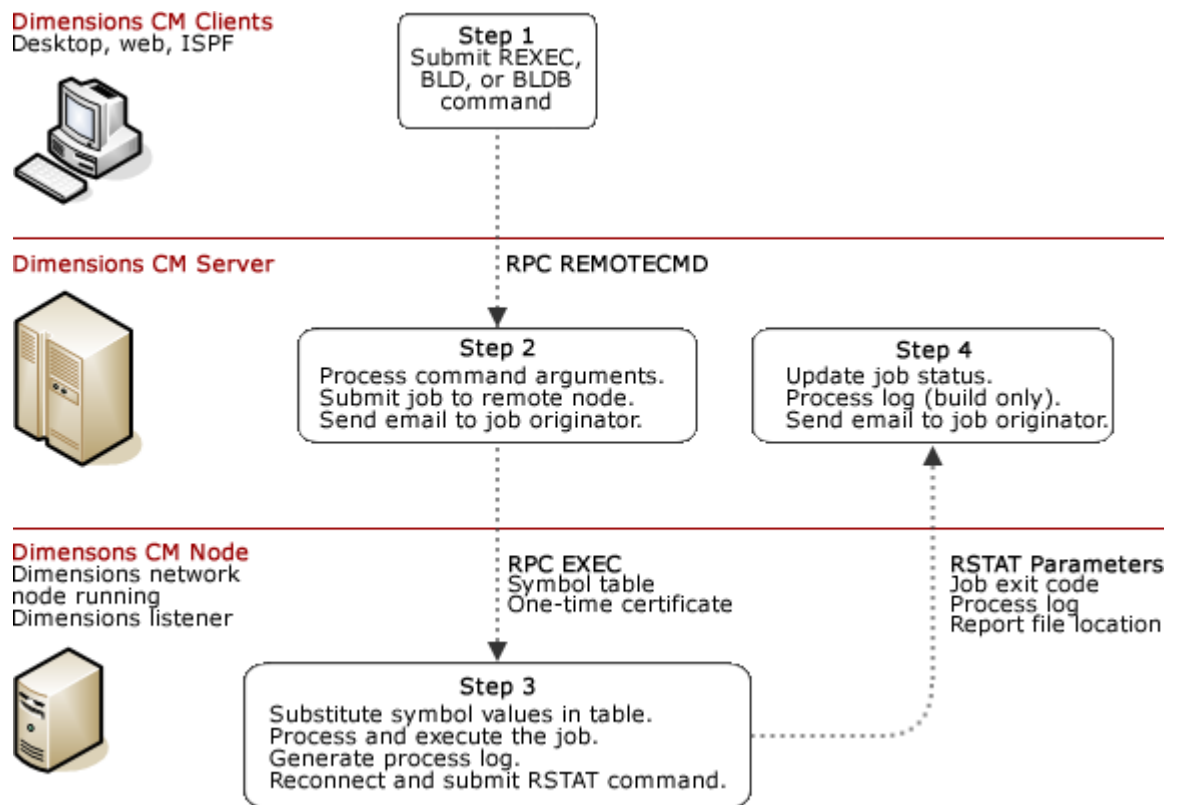 Dimensions CM Clients
Desktop, web, ISPF
Step 1
Submit REXEC,
BLD, or BLDB
command
Dimensions CM Server
RPC REMOTECMD
Step 2
Process command arguments.
Submit job to remote node.
Send email to job originator.
Step 4
Update job status.
Process log (build only).
Send email to job originator.
Dimensons CM Node
Dimensions network
node running
Dimensions listener
RPC EXEC
Symbol table
One-time certificate
RSTAT Parameters
Job exit code
Process log
Report file location
Step 3
Substitute symbol values in table.
Process and execute the job.
Generate process log.
Reconnect and submit RSTAT command.